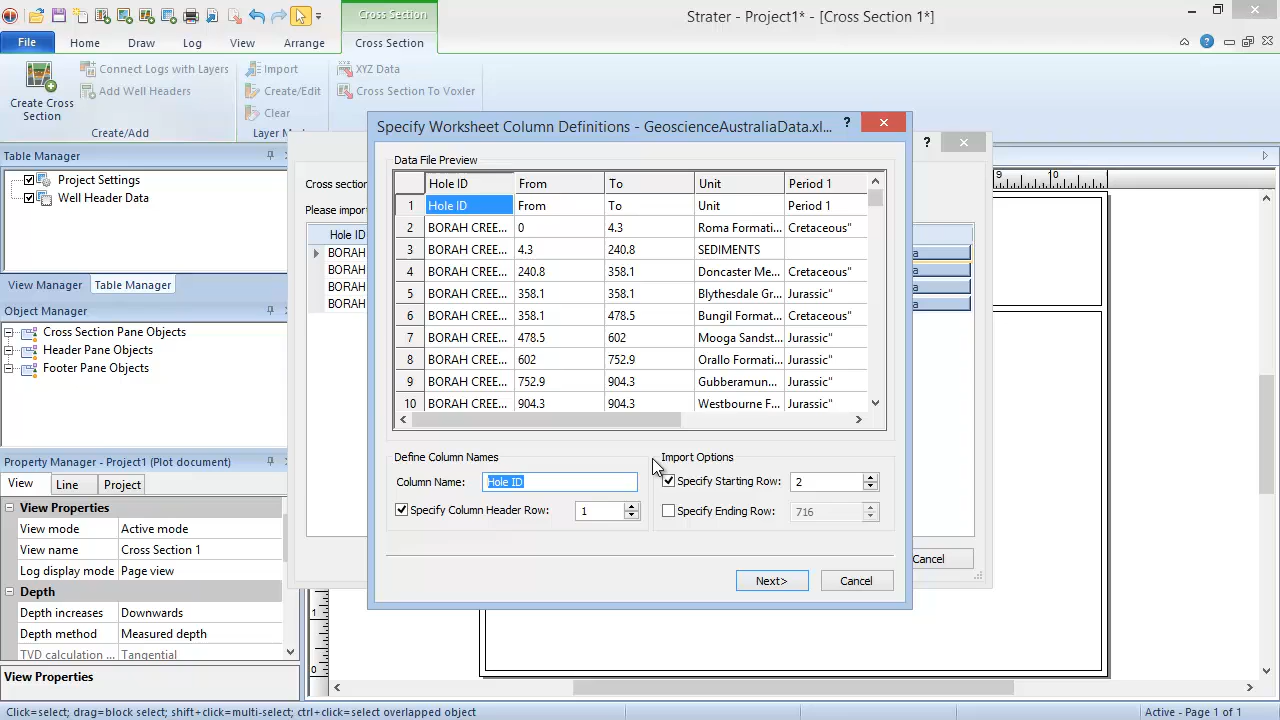 Cross Section
Strater - Project1* - [Cross Section 1*]
File
Home
Draw
Log
View
Arrange
Cross Section
Create Cross
Section
Connect Logs with Layers
Add Well Headers
Create/Add
Import
Create/Edit
Clear
XYZ Data
Cross Section To Voxler
Table Manager
Project Settings
Well Header Data
View Manager
Table Manager
Object Manager
Cross Section Pane Objects
Header Pane Objects
Footer Pane Objects
Property Manager - Project1 (Plot document)
View
Line
Project
View Properties
View mode Active mode
View name Cross Section 1
Log display mode Page view
Depth
Depth increases Downwards
Depth method Measured depth
TVD calculation ... Tangential
View Properties
Hole ID
BORAH
BORAH
BORAH
BORAH
Cancel
9
10
1
0
Specify Worksheet Column Definitions - GeoscienceAustraliaData.xl...
Data File Preview
Hole ID From To Unit Period 1
1 Hole ID From To Unit Period 1
2 BORAH CREE... 0 4.3 Roma Formati... Cretaceous"
3 BORAH CREE... 4.3 240.8 SEDIMENTS
4 BORAH CREE... 240.8 358.1 Doncaster Me... Cretaceous"
5 BORAH CREE... 358.1 358.1 Blythesdale Gr... Jurassic"
6 BORAH CREE... 358.1 478.5 Bungil Format... Cretaceous"
7 BORAH CREE... 478.5 602 Mooga Sandst... Jurassic"
8 BORAH CREE... 602 752.9 Orallo Formati... Jurassic"
9 BORAH CREE... 752.9 904.3 Gubberamun... Jurassic"
10 BORAH CREE... 904.3 904.3 Westbourne F... Jurassic"
Define Column Names
Column Name: Hole ID
Specify Column Header Row: 1
Import Options
Specify Starting Row: 2
Specify Ending Row: 716
Next>
Cancel
Click=select; drag=block select; shift+click=multi-select; ctrl+click=select overlapped object
Active - Page 1 of 1